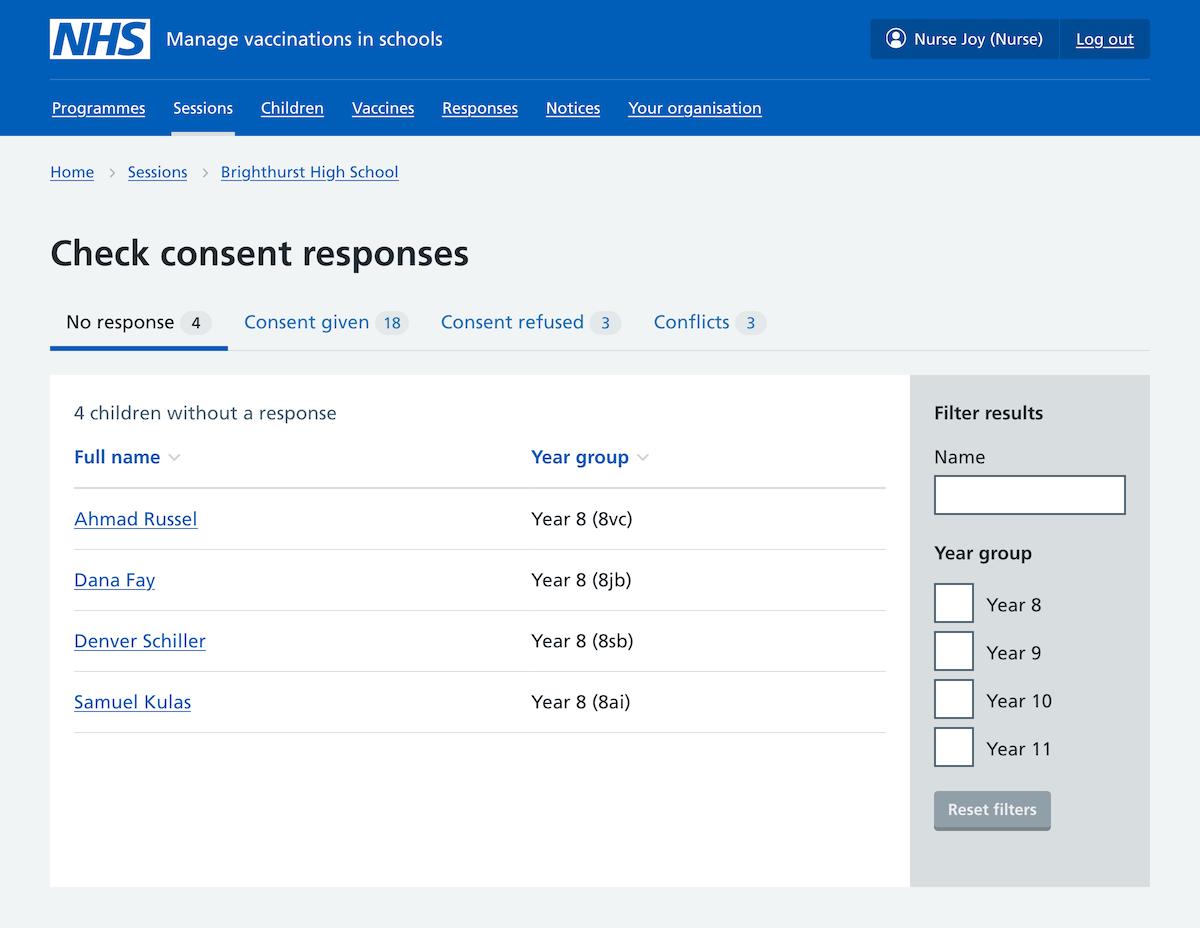 NHS Manage vaccinations in schools Nurse Joy (Nurse) Log out
Programmes Sessions Children Vaccines Responses Notices Your organisation
Home Sessions Brighthurst High School
Check consent responses
No response 4 Consent given 18 Consent refused 3 Conflicts 3
4 children without a response
Full name Year group
Ahmad Russel Year 8 (8vc)
Dana Fay Year 8 (8jb)
Denver Schiller Year 8 (8sb)
Samuel Kulas Year 8 (8ai)
Filter results
Name
Year group
Year 8
Year 9
Year 10
Year 11
Reset filters